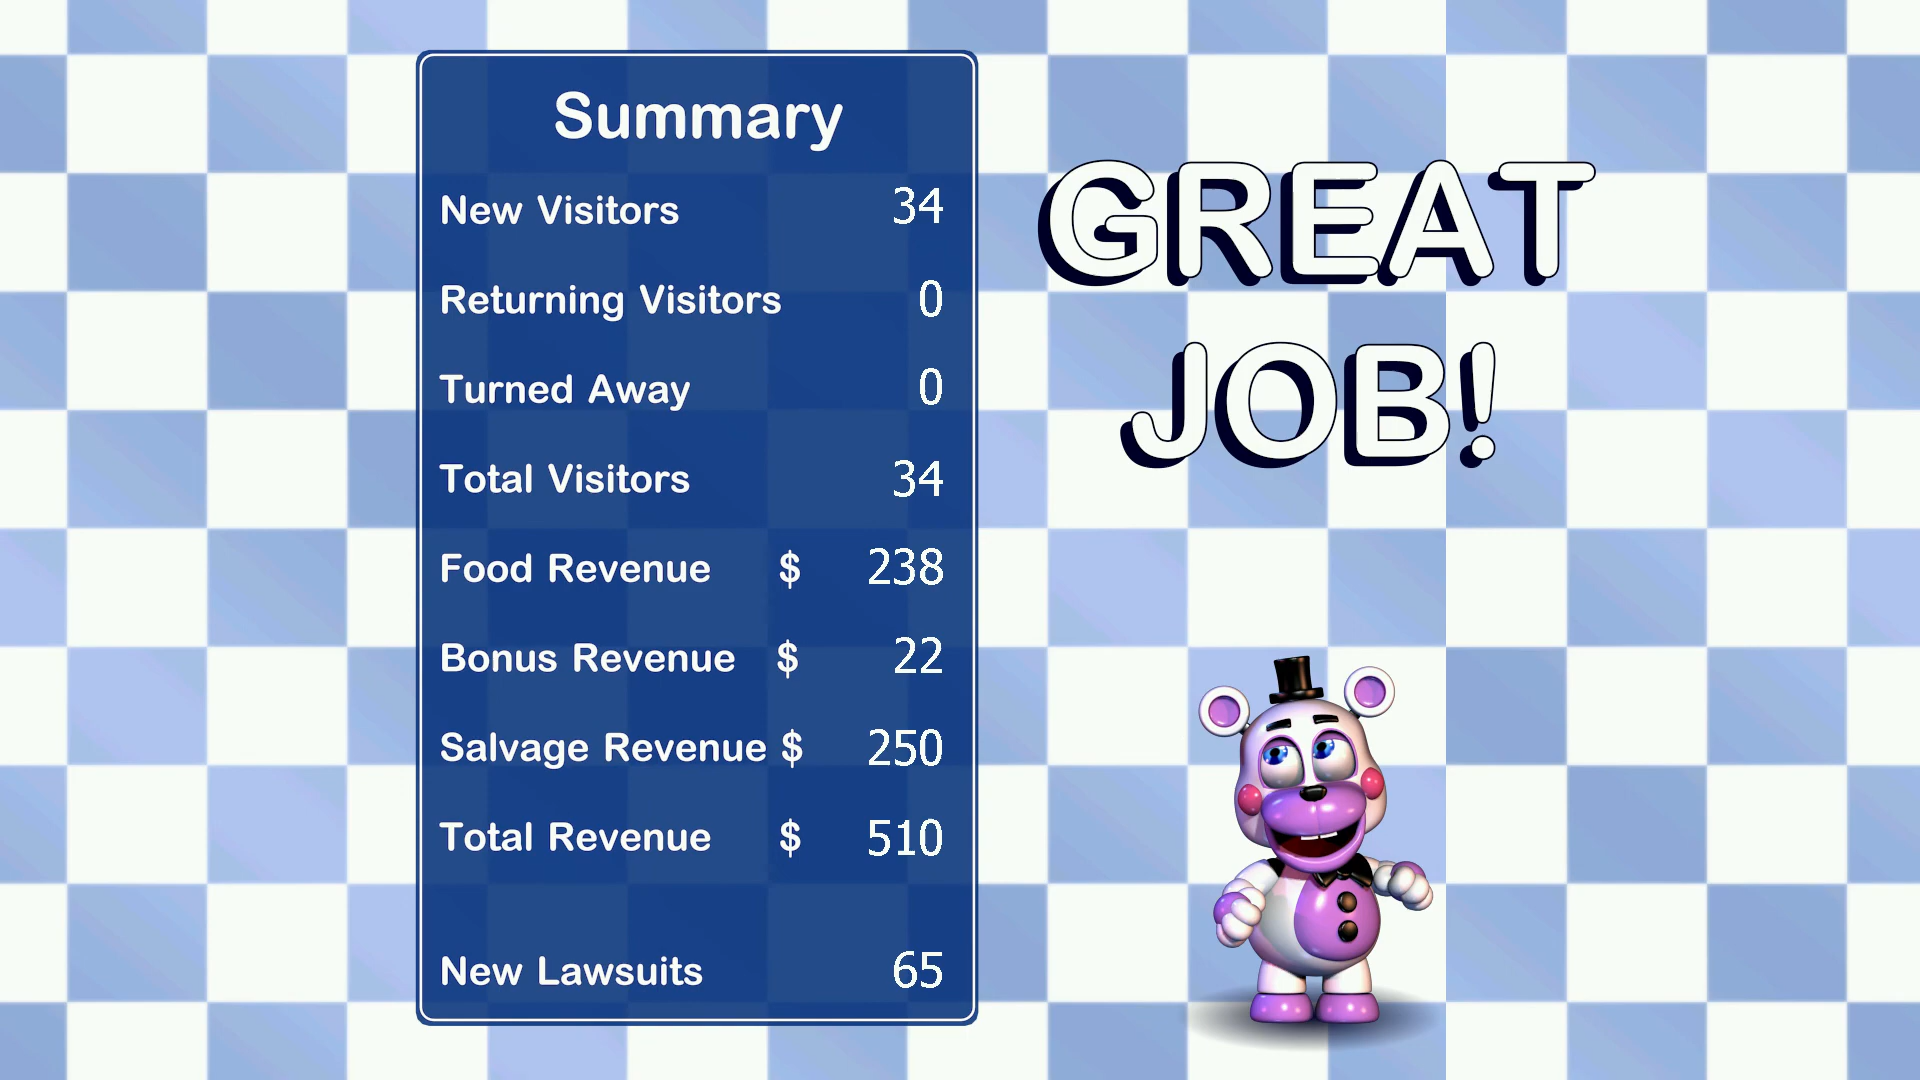 Summary
New Visitors 34
Returning Visitors 0
Turned Away 0
Total Visitors 34
Food Revenue $ 238
Bonus Revenue $ 22
Salvage Revenue $ 250
Total Revenue $ 510
New Lawsuits 65
GREAT
JOB!